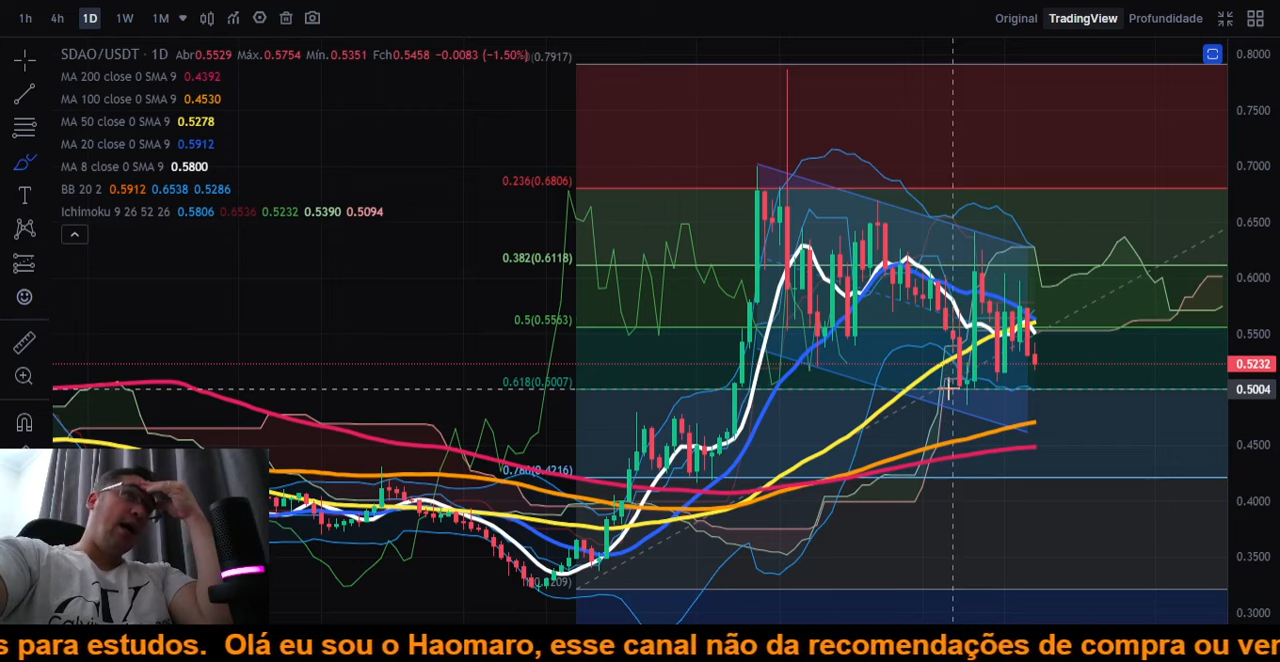 1h 4h 1D 1W 1M Original TradingView Profundidade
SDAO/USDT · 1D Abr0.5529 Máx.0.5754 Mín.0.5351 Fch0.5458 −0.0083 (−1.50%)
(0.7917)
0.8000
MA 200 close 0 SMA 9 0.4392
MA 100 close 0 SMA 9 0.4530
0.7500
MA 50 close 0 SMA 9 0.5278
MA 20 close 0 SMA 9 0.5912
MA 8 close 0 SMA 9 0.5800
0.7000
0.236(0.6806)
BB 20 2 0.5912 0.6538 0.5286
Ichimoku 9 26 52 26 0.5806 0.6536 0.5232 0.5390 0.5094
0.6500
0.382(0.6118)
0.6000
0.5(0.5563)
0.5500
0.5232
0.618(0.5007)
0.5004
0.4500
0.786(0.4216)
0.4000
0.3500
0.3000
Calvin
s para estudos. Olá eu sou o Haomaro, esse canal não da recomendações de compra ou ver